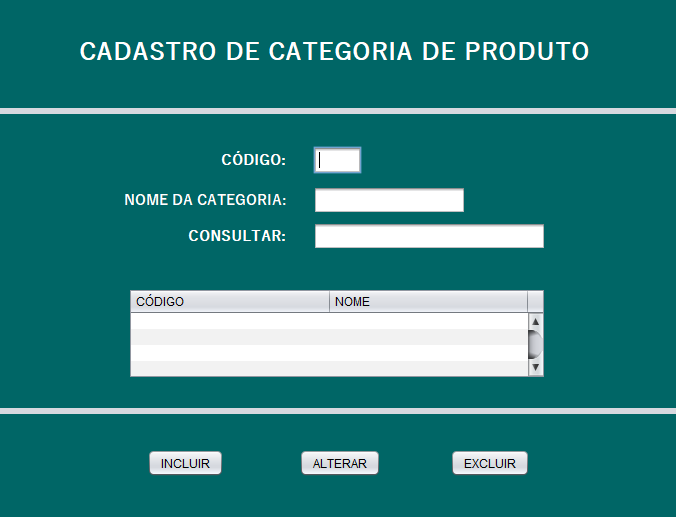 CADASTRO DE CATEGORIA DE PRODUTO
CÓDIGO:
NOME DA CATEGORIA:
CONSULTAR:
CÓDIGO NOME
INCLUIR ALTERAR EXCLUIR